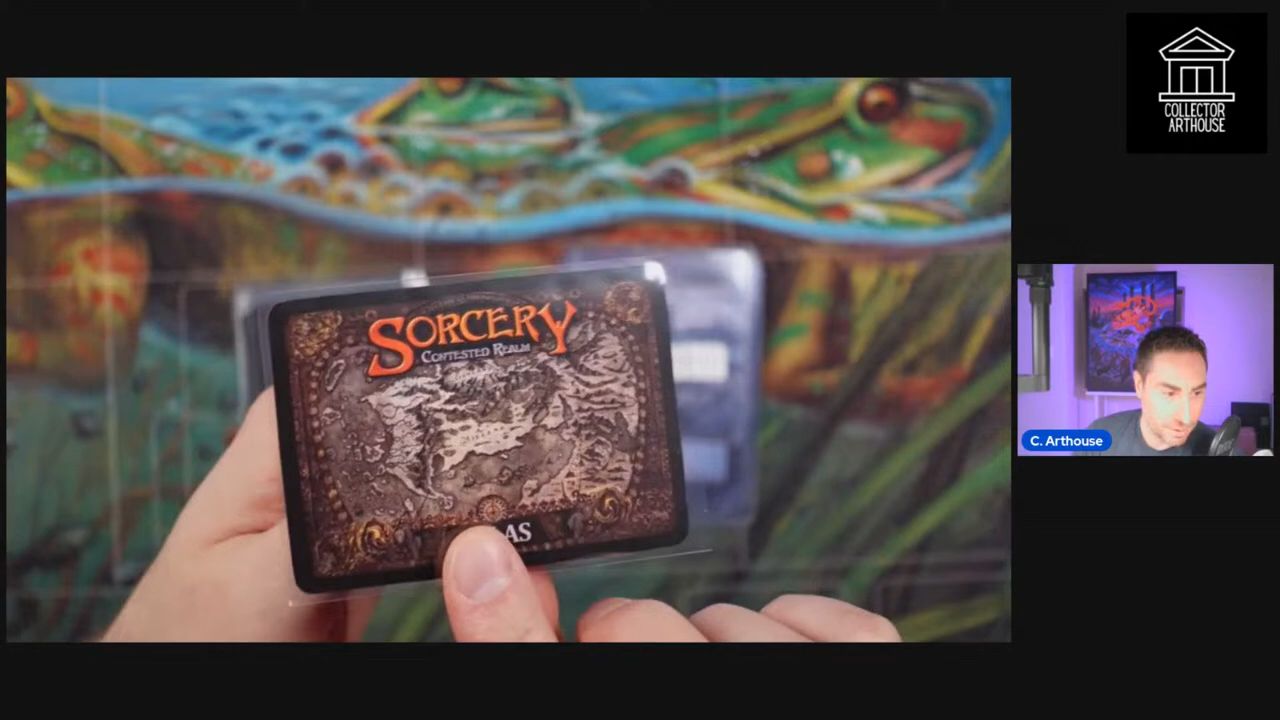 COLLECTOR
ARTHOUSE
SORCERY
CONTESTED REALM
AS
C. Arthouse